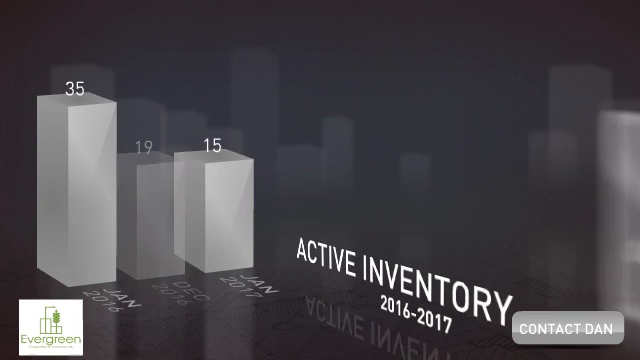 35
19
15
JAN
2016
DEC
2016
JAN
2017
ACTIVE INVENTORY
2016-2017
CONTACT DAN
Evergreen